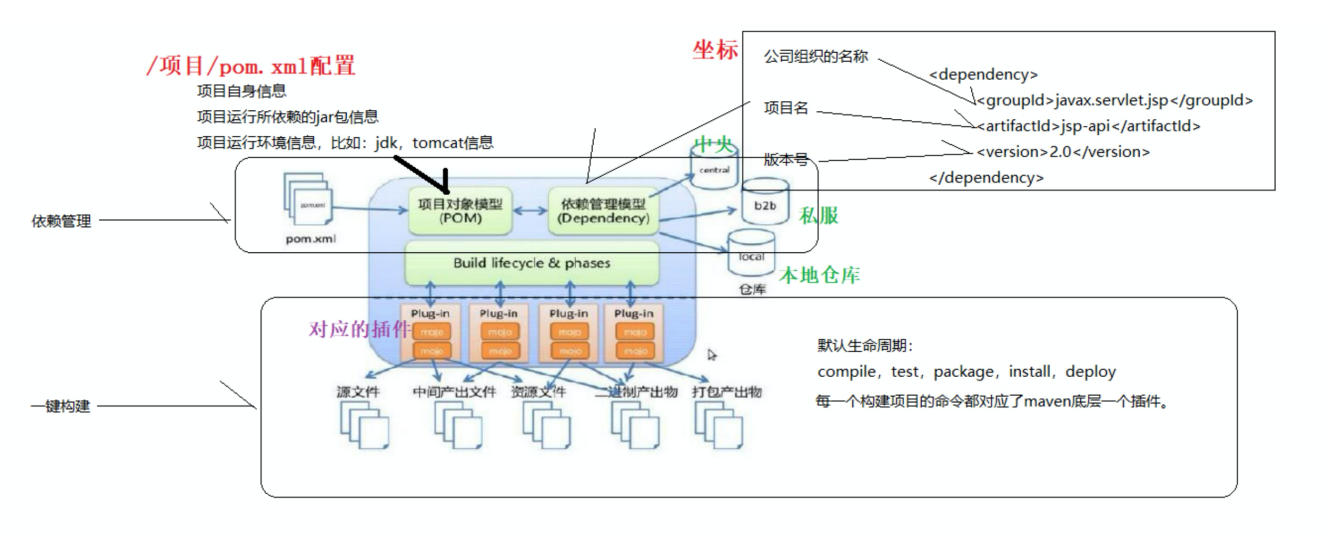 坐标
公司组织的名称
<dependency>
<groupId>javax.servlet.jsp</groupId>
项目名
<artifactId>jsp-api</artifactId>
版本号
<version>2.0</version>
</dependency>
/项目/pom.xml配置
项目自身信息
项目运行所依赖的jar包信息
项目运行环境信息，比如：jdk，tomcat信息
依赖管理
pom.xml
pom.xml
项目对象模型
(POM)
依赖管理模型
(Dependency)
中央
central
b2b
私服
local
仓库
本地仓库
Build lifecycle & phases
对应的插件
Plug-in
mojo
mojo
Plug-in
mojo
mojo
Plug-in
mojo
mojo
Plug-in
mojo
mojo
一键构建
源文件
中间产出文件
资源文件
二进制产出物
打包产出物
默认生命周期：
compile，test，package，install，deploy
每一个构建项目的命令都对应了maven底层一个插件。